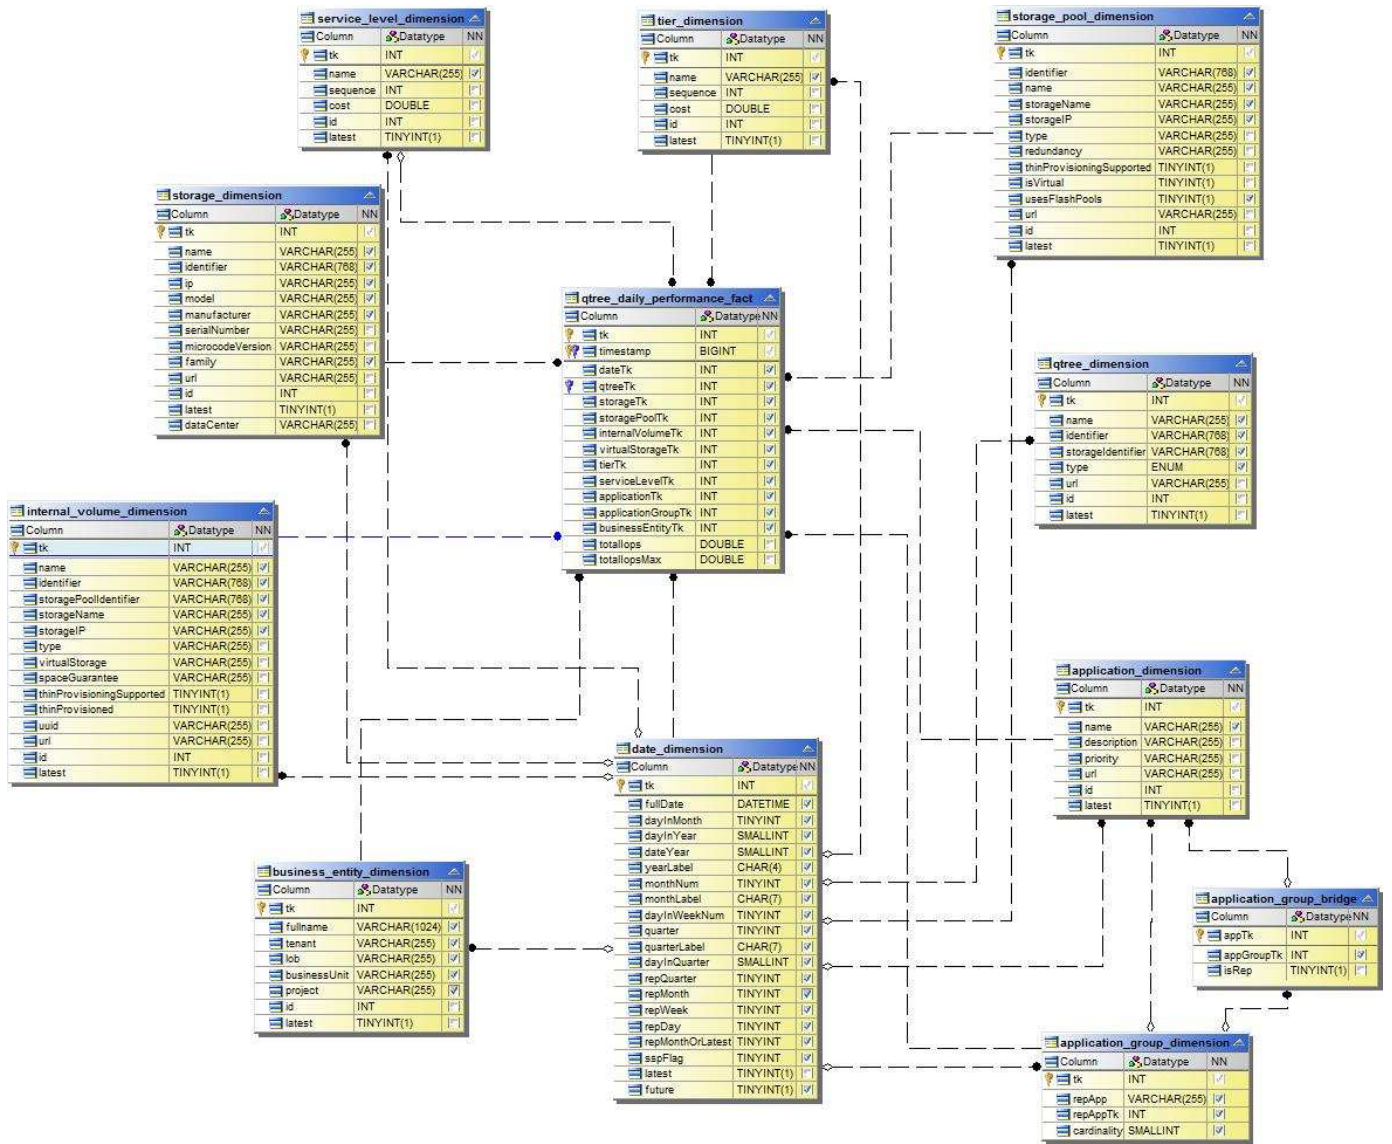 service_level_dimension
Column Datatype NN
tk INT
name VARCHAR(255)
sequence INT
cost DOUBLE
id INT
latest TINYINT(1)
tier_dimension
Column Datatype NN
tk INT
name VARCHAR(255)
sequence INT
cost DOUBLE
id INT
latest TINYINT(1)
storage_pool_dimension
Column Datatype NN
tk INT
identifier VARCHAR(768)
name VARCHAR(255)
storageName VARCHAR(255)
storageIP VARCHAR(255)
type VARCHAR(255)
redundancy VARCHAR(255)
thinProvisioningSupported TINYINT(1)
isVirtual TINYINT(1)
usesFlashPools TINYINT(1)
url VARCHAR(255)
id INT
latest TINYINT(1)
storage_dimension
Column Datatype NN
tk INT
name VARCHAR(255)
identifier VARCHAR(768)
ip VARCHAR(255)
model VARCHAR(255)
manufacturer VARCHAR(255)
serialNumber VARCHAR(255)
microcodeVersion VARCHAR(255)
family VARCHAR(255)
url VARCHAR(255)
id INT
latest TINYINT(1)
dataCenter VARCHAR(255)
qtree_daily_performance_fact
Column Datatype NN
tk INT
timestamp BIGINT
dateTk INT
qtreeTk INT
storageTk INT
storagePoolTk INT
internalVolumeTk INT
virtualStorageTk INT
tierTk INT
serviceLevelTk INT
applicationTk INT
applicationGroupTk INT
businessEntityTk INT
totalIops DOUBLE
totalIopsMax DOUBLE
qtree_dimension
Column Datatype NN
tk INT
name VARCHAR(255)
identifier VARCHAR(768)
storageIdentifier VARCHAR(768)
type ENUM
url VARCHAR(255)
id INT
latest TINYINT(1)
internal_volume_dimension
Column Datatype NN
tk INT
name VARCHAR(255)
identifier VARCHAR(768)
storagePoolIdentifier VARCHAR(768)
storageName VARCHAR(255)
storageIP VARCHAR(255)
type VARCHAR(255)
virtualStorage VARCHAR(255)
spaceGuarantee VARCHAR(255)
thinProvisioningSupported TINYINT(1)
thinProvisioned TINYINT(1)
uuid VARCHAR(255)
url VARCHAR(255)
id INT
latest TINYINT(1)
application_dimension
Column Datatype NN
tk INT
name VARCHAR(255)
description VARCHAR(255)
priority VARCHAR(255)
url VARCHAR(255)
id INT
latest TINYINT(1)
date_dimension
Column Datatype NN
tk INT
fullDate DATETIME
dayInMonth TINYINT
dayInYear SMALLINT
dateYear SMALLINT
yearLabel CHAR(4)
monthNum TINYINT
monthLabel CHAR(7)
dayInWeekNum TINYINT
quarter TINYINT
quarterLabel CHAR(7)
dayInQuarter SMALLINT
repQuarter TINYINT
repMonth TINYINT
repWeek TINYINT
repDay TINYINT
repMonthOrLatest TINYINT
sspFlag TINYINT
latest TINYINT(1)
future TINYINT(1)
business_entity_dimension
Column Datatype NN
tk INT
fullname VARCHAR(1024)
tenant VARCHAR(255)
lob VARCHAR(255)
businessUnit VARCHAR(255)
project VARCHAR(255)
id INT
latest TINYINT(1)
application_group_bridge
Column Datatype NN
appTk INT
appGroupTk INT
isRep TINYINT(1)
application_group_dimension
Column Datatype NN
tk INT
repApp VARCHAR(255)
repAppTk INT
cardinality SMALLINT